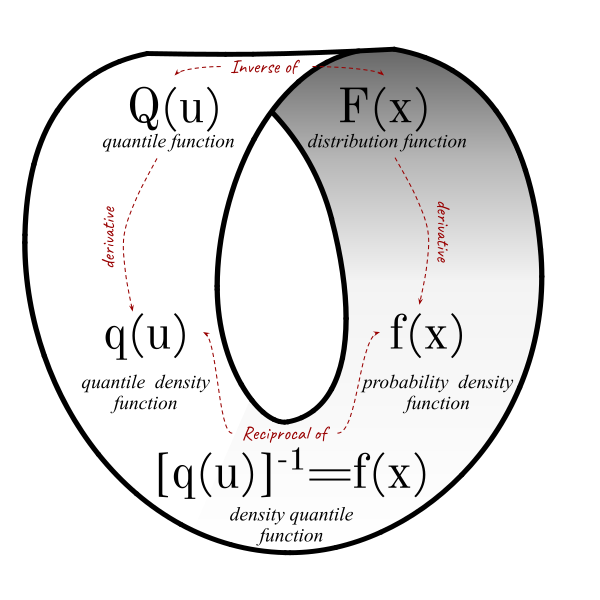 Inverse of
Q(u)
quantile function
F(x)
distribution function
derivative
derivative
q(u)
quantile density
function
f(x)
probability density
function
Reciprocal of
[q(u)]⁻¹=f(x)
density quantile
function